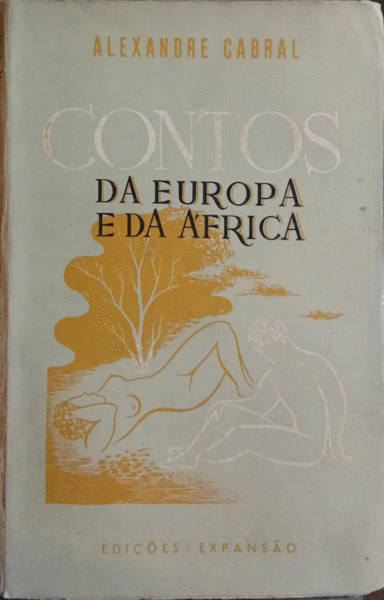 ALEXANDRE CABRAL
CONTOS
DA EUROPA
E DA ÁFRICA
EDIÇÕES EXPANSÃO